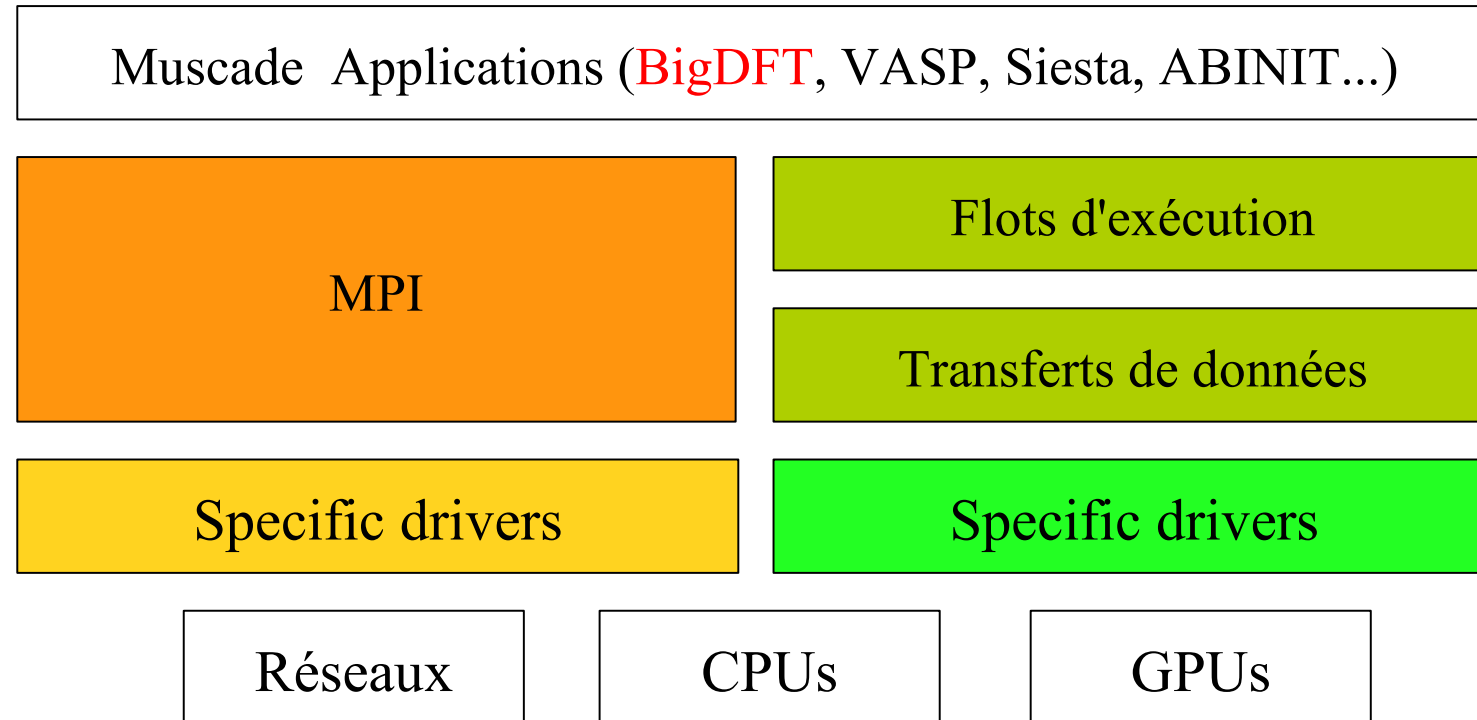 Muscade Applications (BigDFT, VASP, Siesta, ABINIT...)
MPI
Flots d'exécution
Transferts de données
Specific drivers
Specific drivers
Réseaux
CPUs
GPUs